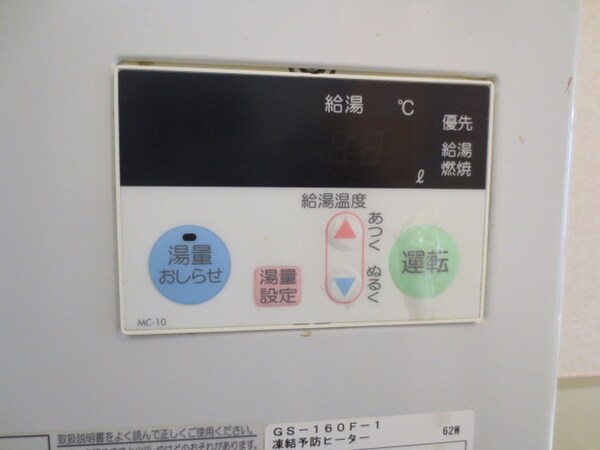 給湯 ℃
優先
給湯
燃焼
ℓ
給湯温度
あつく
ぬるく
湯量
おしらせ
湯量
設定
運転
MC-10
取扱説明書をよく読んで正しくご使用ください。
GS-160F-1
凍結予防ヒーター 62W